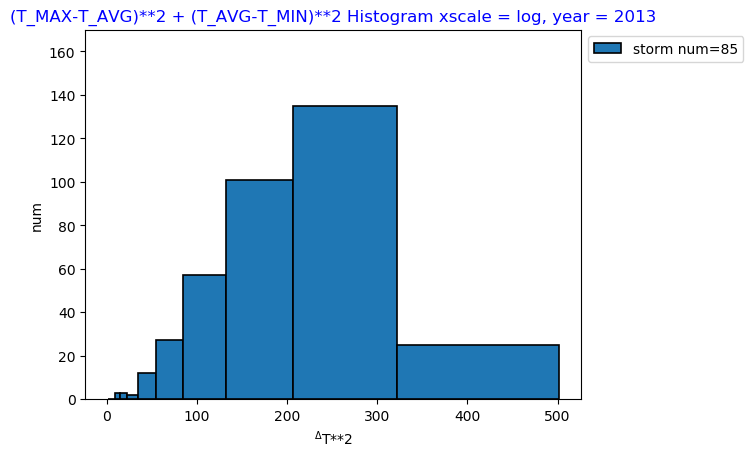 (T_MAX-T_AVG)**2 + (T_AVG-T_MIN)**2 Histogram xscale = log, year = 2013
storm num=85
160
140
120
100
80
60
40
20
0
num
0 100 200 300 400 500
ΔT**2